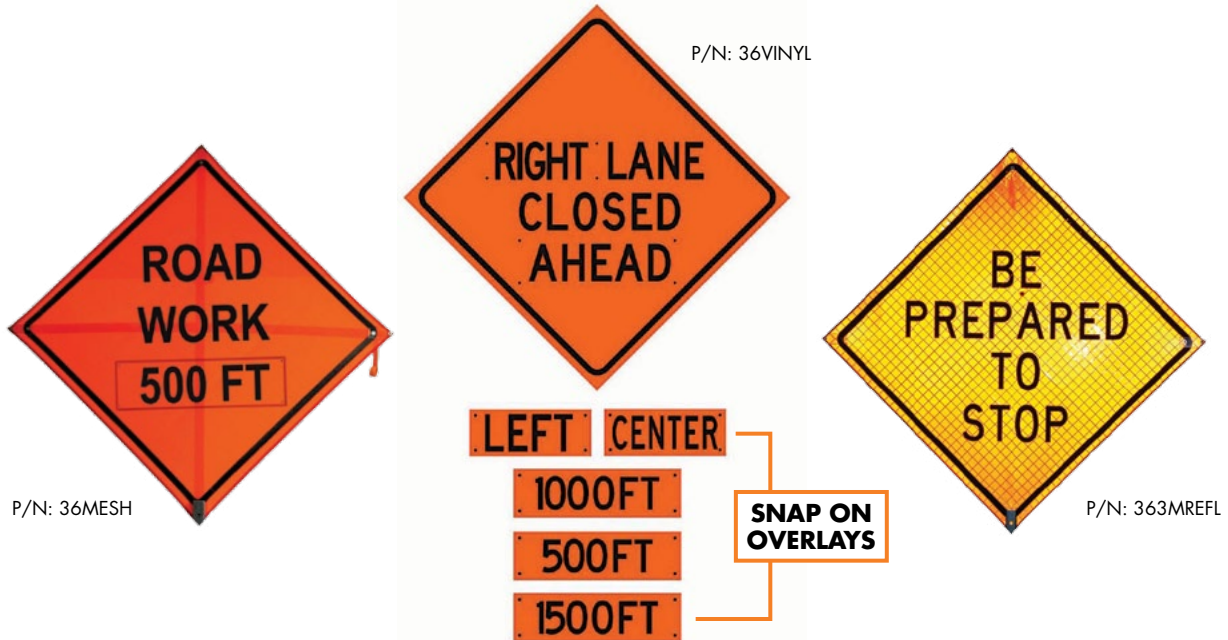 P/N: 36VINYL
RIGHT LANE
CLOSED
AHEAD
ROAD
WORK
500 FT
P/N: 36MESH
BE
PREPARED
TO
STOP
P/N: 363MREFL
LEFT
CENTER
1000FT
500FT
1500FT
SNAP ON
OVERLAYS